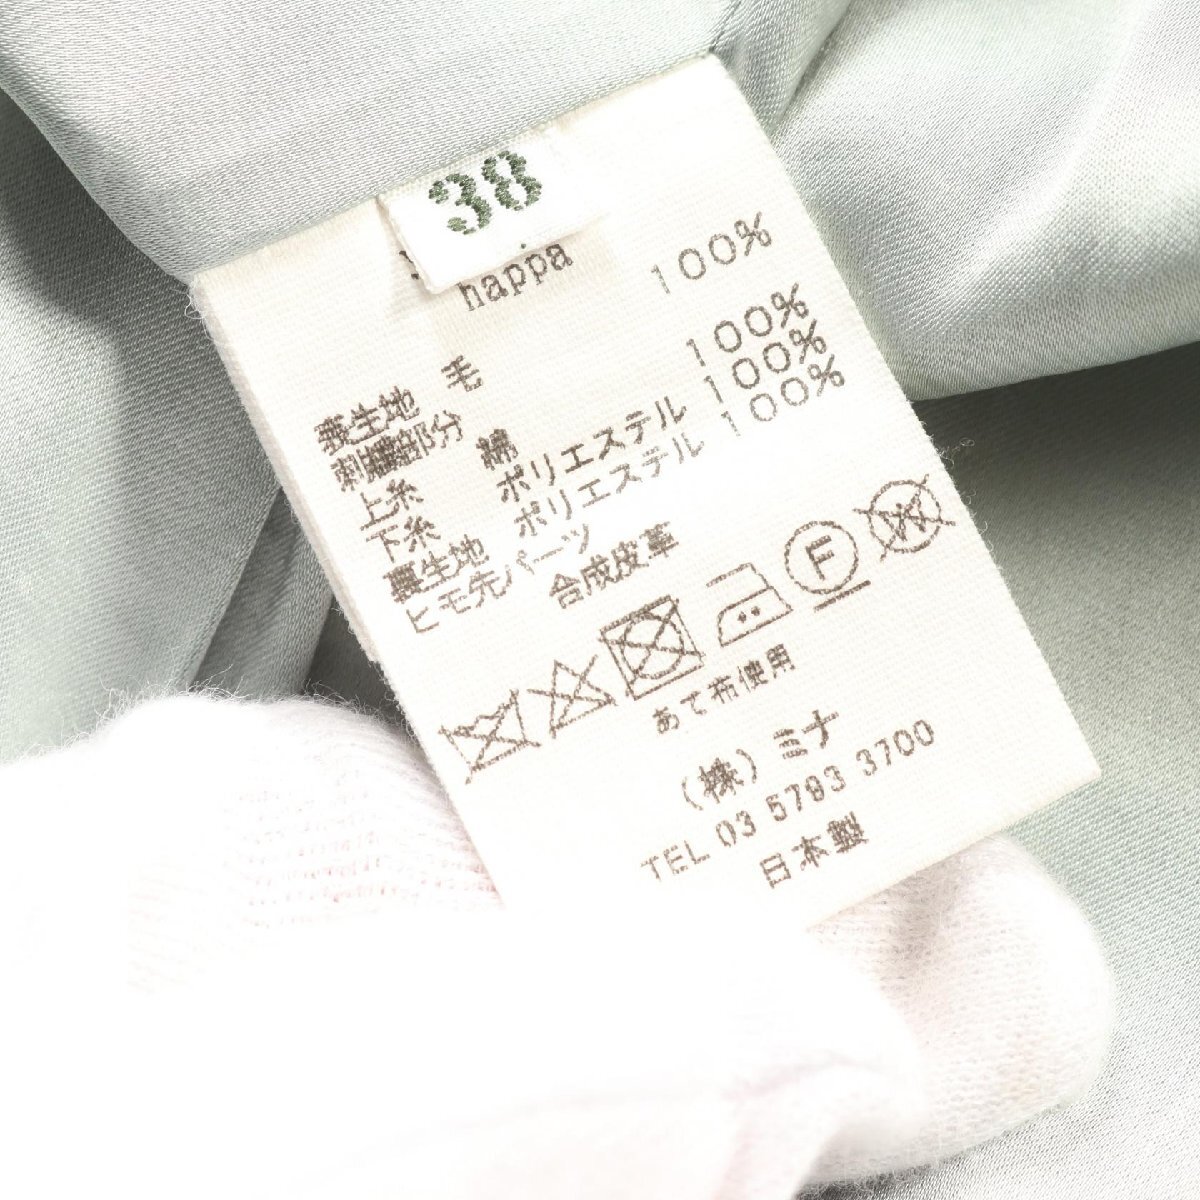 38
happa
表生地 毛 100%
刺繍部分
上糸 綿 100%
下糸 ポリエステル 100%
裏生地 ポリエステル 100%
ヒモ先パーツ 合成皮革
F W
あて布使用
(株)ミナ
TEL 03 5793 3700
日本製